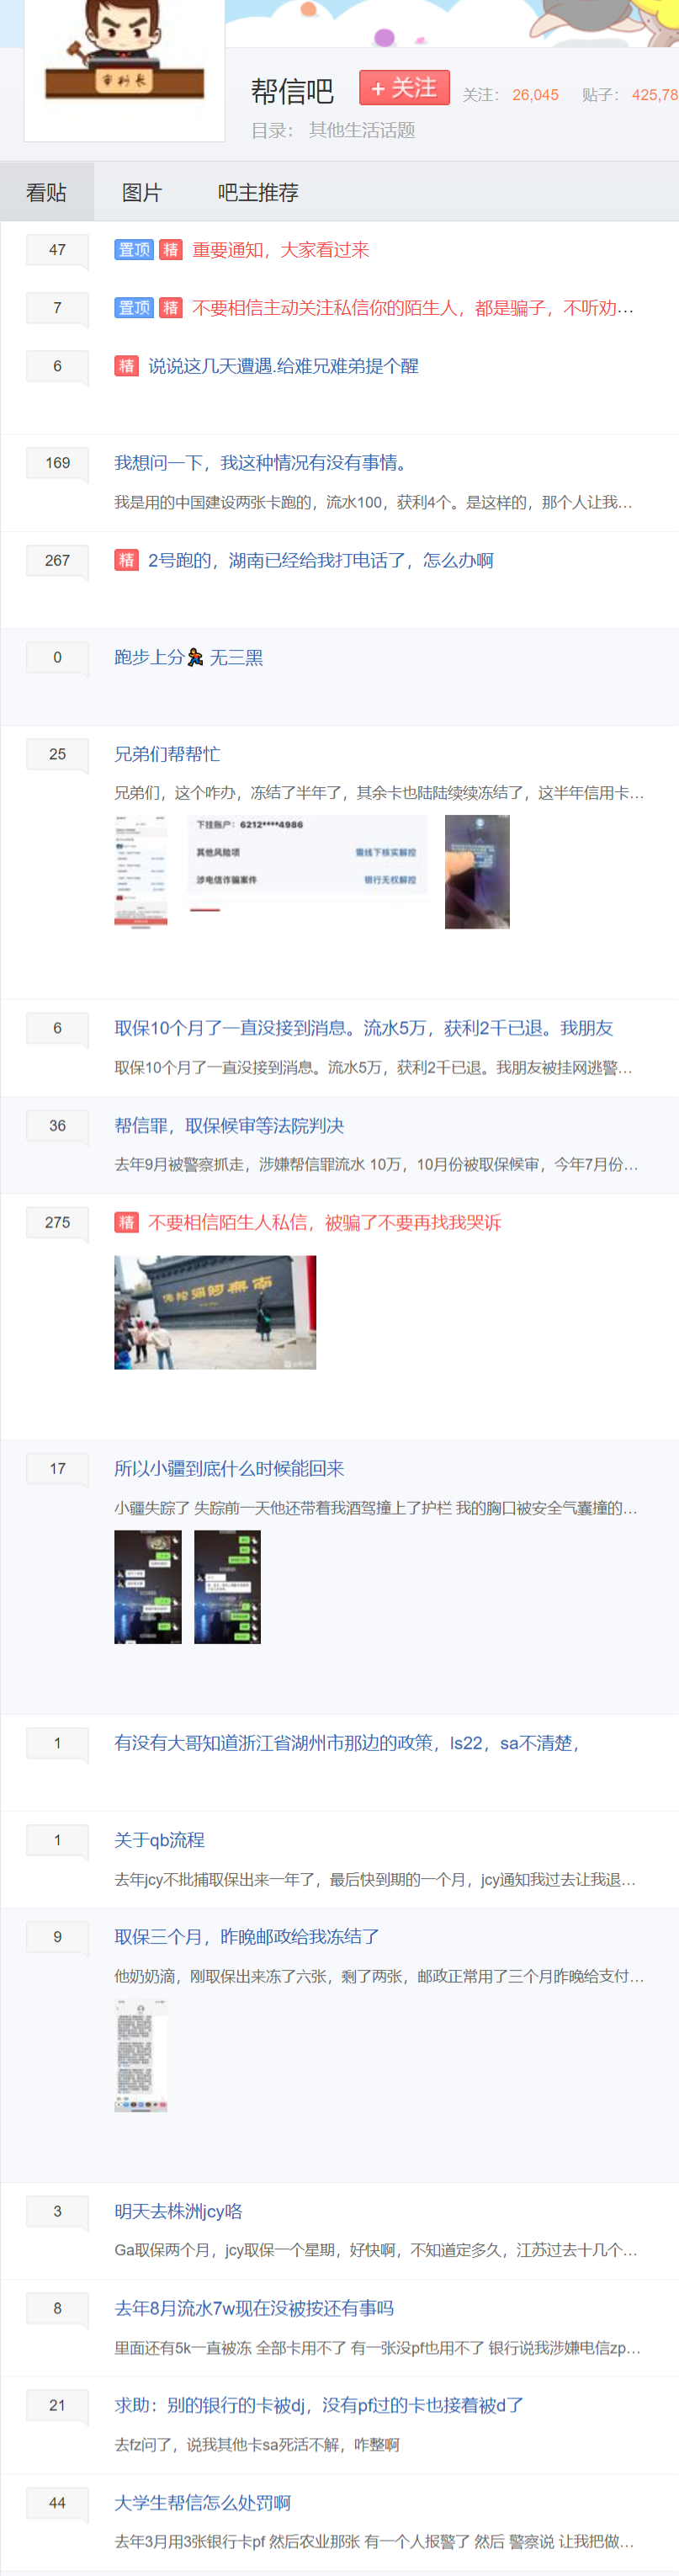 审判长
帮信吧
+ 关注
关注： 26,045 贴子： 425,78
目录： 其他生活话题
看贴 图片 吧主推荐
47 置顶 精 重要通知，大家看过来
7 置顶 精 不要相信主动关注私信你的陌生人，都是骗子，不听劝…
6 精 说说这几天遭遇.给难兄难弟提个醒
169 我想问一下，我这种情况有没有事情。
我是用的中国建设两张卡跑的，流水100，获利4个。是这样的，那个人让我…
267 精 2号跑的，湖南已经给我打电话了，怎么办啊
0 跑步上分🏃 无三黑
25 兄弟们帮帮忙
兄弟们，这个咋办，冻结了半年了，其余卡也陆陆续续冻结了，这半年信用卡…
下挂账户：6212****4986
其他风险项 需线下核实解控
涉电信诈骗案件 银行无权解控
6 取保10个月了一直没接到消息。流水5万，获利2千已退。我朋友
取保10个月了一直没接到消息。流水5万，获利2千已退。我朋友被挂网逃警…
36 帮信罪，取保候审等法院判决
去年9月被警察抓走，涉嫌帮信罪流水 10万，10月份被取保候审，今年7月份…
275 精 不要相信陌生人私信，被骗了不要再找我哭诉
南無阿弥陀佛
17 所以小疆到底什么时候能回来
小疆失踪了 失踪前一天他还带着我酒驾撞上了护栏 我的胸口被安全气囊撞的…
1 有没有大哥知道浙江省湖州市那边的政策，ls22，sa不清楚，
1 关于qb流程
去年jcy不批捕取保出来一年了，最后快到期的一个月，jcy通知我过去让我退…
9 取保三个月，昨晚邮政给我冻结了
他奶奶滴，刚取保出来冻了六张，剩了两张，邮政正常用了三个月昨晚给支付…
3 明天去株洲jcy咯
Ga取保两个月，jcy取保一个星期，好快啊，不知道定多久，江苏过去十几个…
8 去年8月流水7w现在没被按还有事吗
里面还有5k一直被冻 全部卡用不了 有一张没pf也用不了 银行说我涉嫌电信zp…
21 求助：别的银行的卡被dj，没有pf过的卡也接着被d了
去fz问了，说我其他卡sa死活不解，咋整啊
44 大学生帮信怎么处罚啊
去年3月用3张银行卡pf 然后农业那张 有一个人报警了 然后 警察说 让我把做…